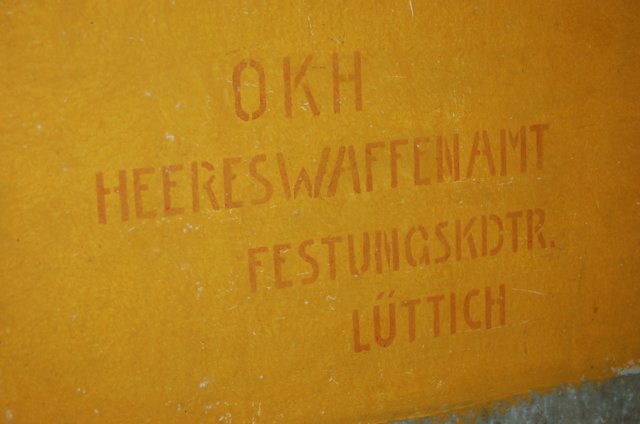 OKH
HEERESWAFFENAMT
FESTUNGSKDTR.
LÜTTICH